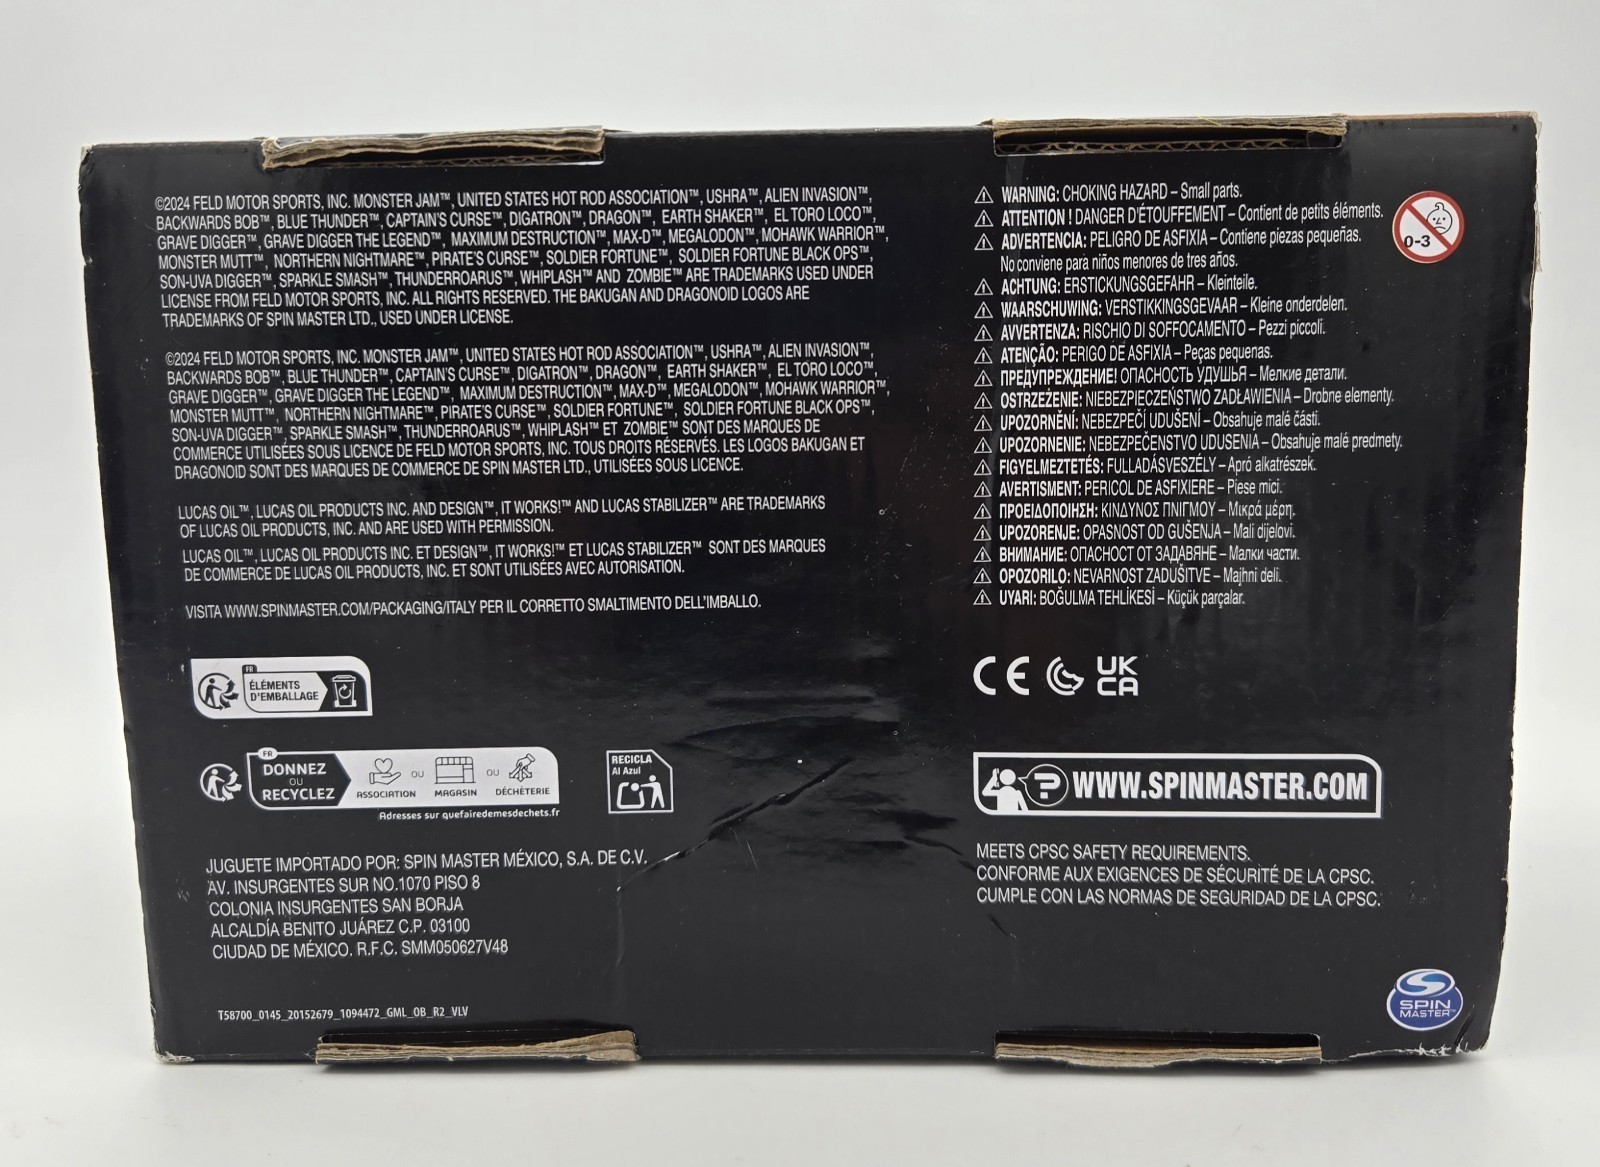 ©2024 FELD MOTOR SPORTS, INC. MONSTER JAM™, UNITED STATES HOT ROD ASSOCIATION™, USHRA™, ALIEN INVASION™,
BACKWARDS BOB™, BLUE THUNDER™, CAPTAIN'S CURSE™, DIGATRON™, DRAGON™, EARTH SHAKER™, EL TORO LOCO™,
GRAVE DIGGER™, GRAVE DIGGER THE LEGEND™, MAXIMUM DESTRUCTION™, MAX-D™, MEGALODON™, MOHAWK WARRIOR™,
MONSTER MUTT™, NORTHERN NIGHTMARE™, PIRATE'S CURSE™, SOLDIER FORTUNE™, SOLDIER FORTUNE BLACK OPS™,
SON-UVA DIGGER™, SPARKLE SMASH™, THUNDERROARUS™, WHIPLASH™ AND ZOMBIE™ ARE TRADEMARKS USED UNDER
LICENSE FROM FELD MOTOR SPORTS, INC. ALL RIGHTS RESERVED. THE BAKUGAN AND DRAGONOID LOGOS ARE
TRADEMARKS OF SPIN MASTER LTD., USED UNDER LICENSE.
©2024 FELD MOTOR SPORTS, INC. MONSTER JAM™, UNITED STATES HOT ROD ASSOCIATION™, USHRA™, ALIEN INVASION™,
BACKWARDS BOB™, BLUE THUNDER™, CAPTAIN'S CURSE™, DIGATRON™, DRAGON™, EARTH SHAKER™, EL TORO LOCO™,
GRAVE DIGGER™, GRAVE DIGGER THE LEGEND™, MAXIMUM DESTRUCTION™, MAX-D™, MEGALODON™, MOHAWK WARRIOR™,
MONSTER MUTT™, NORTHERN NIGHTMARE™, PIRATE'S CURSE™, SOLDIER FORTUNE™, SOLDIER FORTUNE BLACK OPS™,
SON-UVA DIGGER™, SPARKLE SMASH™, THUNDERROARUS™, WHIPLASH™ ET ZOMBIE™ SONT DES MARQUES DE
COMMERCE UTILISÉES SOUS LICENCE DE FELD MOTOR SPORTS, INC. TOUS DROITS RÉSERVÉS. LES LOGOS BAKUGAN ET
DRAGONOID SONT DES MARQUES DE COMMERCE DE SPIN MASTER LTD., UTILISÉES SOUS LICENCE.
LUCAS OIL™, LUCAS OIL PRODUCTS INC. AND DESIGN™, IT WORKS!™ AND LUCAS STABILIZER™ ARE TRADEMARKS
OF LUCAS OIL PRODUCTS, INC. AND ARE USED WITH PERMISSION.
LUCAS OIL™, LUCAS OIL PRODUCTS INC. ET DESIGN™, IT WORKS!™ ET LUCAS STABILIZER™ SONT DES MARQUES
DE COMMERCE DE LUCAS OIL PRODUCTS, INC. ET SONT UTILISÉES AVEC AUTORISATION.
VISITA WWW.SPINMASTER.COM/PACKAGING/ITALY PER IL CORRETTO SMALTIMENTO DELL'IMBALLO.
FR
ÉLÉMENTS
D'EMBALLAGE
FR
DONNEZ
OU
RECYCLEZ
ASSOCIATION OU MAGASIN OU DÉCHÈTERIE
Adresses sur quefairedemesdechets.fr
RECICLA
Al Azul
JUGUETE IMPORTADO POR: SPIN MASTER MÉXICO, S.A. DE C.V.
AV. INSURGENTES SUR NO.1070 PISO 8
COLONIA INSURGENTES SAN BORJA
ALCALDÍA BENITO JUÁREZ C.P. 03100
CIUDAD DE MÉXICO. R.F.C. SMM050627V48
T58700_0145_20152679_1094472_GML_OB_R2_VLV
WARNING: CHOKING HAZARD – Small parts.
ATTENTION ! DANGER D'ÉTOUFFEMENT – Contient de petits éléments.
ADVERTENCIA: PELIGRO DE ASFIXIA – Contiene piezas pequeñas.
No conviene para niños menores de tres años.
ACHTUNG: ERSTICKUNGSGEFAHR – Kleinteile.
WAARSCHUWING: VERSTIKKINGSGEVAAR – Kleine onderdelen.
AVVERTENZA: RISCHIO DI SOFFOCAMENTO – Pezzi piccoli.
ATENÇÃO: PERIGO DE ASFIXIA – Peças pequenas.
ПРЕДУПРЕЖДЕНИЕ! ОПАСНОСТЬ УДУШЬЯ – Мелкие детали.
OSTRZEŻENIE: NIEBEZPIECZEŃSTWO ZADŁAWIENIA – Drobne elementy.
UPOZORNĚNÍ: NEBEZPEČÍ UDUŠENÍ – Obsahuje malé části.
UPOZORNENIE: NEBEZPEČENSTVO UDUSENIA – Obsahuje malé predmety.
FIGYELMEZTETÉS: FULLADÁSVESZÉLY – Apró alkatrészek.
AVERTISMENT: PERICOL DE ASFIXIERE – Piese mici.
ΠΡΟΕΙΔΟΠΟΙΗΣΗ: ΚΙΝΔΥΝΟΣ ΠΝΙΓΜΟΥ – Μικρά μέρη.
UPOZORENJE: OPASNOST OD GUŠENJA – Mali dijelovi.
ВНИМАНИЕ: ОПАСНОСТ ОТ ЗАДАВЯНЕ – Малки части.
OPOZORILO: NEVARNOST ZADUŠITVE – Majhni deli.
UYARI: BOĞULMA TEHLİKESİ – Küçük parçalar.
0-3
CE UK
CA
? WWW.SPINMASTER.COM
MEETS CPSC SAFETY REQUIREMENTS.
CONFORME AUX EXIGENCES DE SÉCURITÉ DE LA CPSC.
CUMPLE CON LAS NORMAS DE SEGURIDAD DE LA CPSC.
SPIN
MASTER™